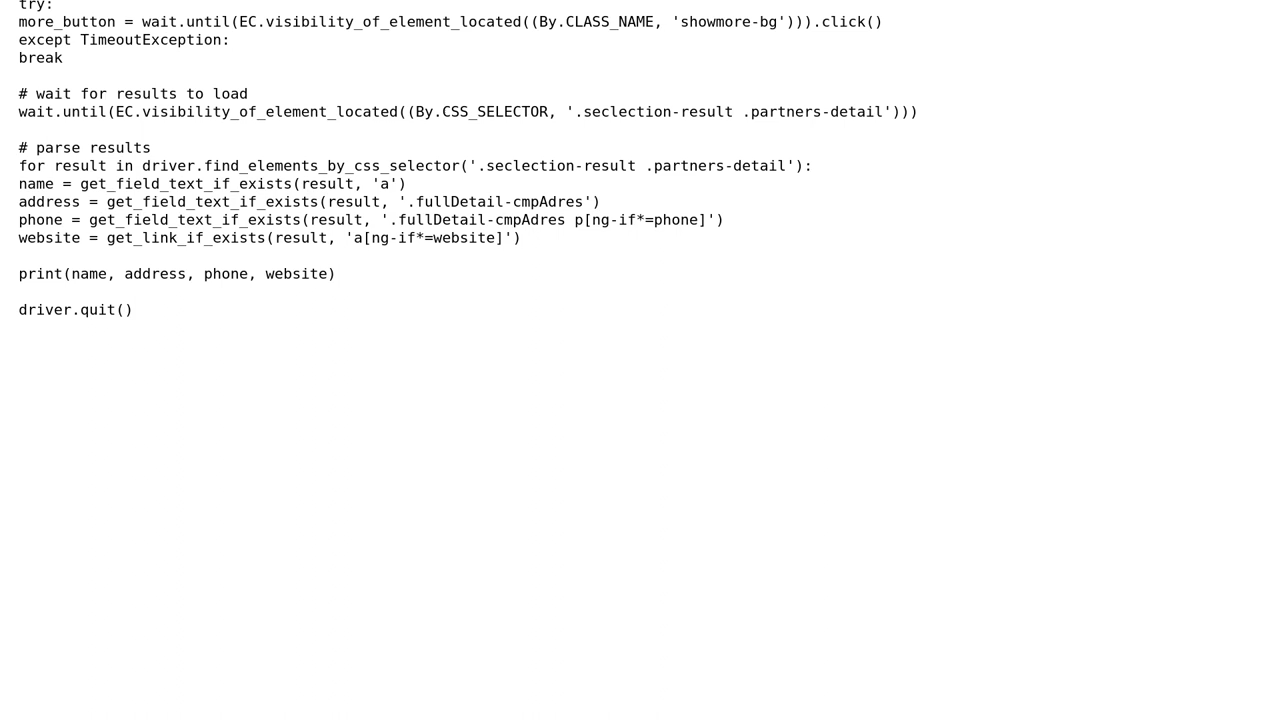 try:
more_button = wait.until(EC.visibility_of_element_located((By.CLASS_NAME, 'showmore-bg'))).click()
except TimeoutException:
break
# wait for results to load
wait.until(EC.visibility_of_element_located((By.CSS_SELECTOR, '.seclection-result .partners-detail')))
# parse results
for result in driver.find_elements_by_css_selector('.seclection-result .partners-detail'):
name = get_field_text_if_exists(result, 'a')
address = get_field_text_if_exists(result, '.fullDetail-cmpAdres')
phone = get_field_text_if_exists(result, '.fullDetail-cmpAdres p[ng-if*=phone]')
website = get_link_if_exists(result, 'a[ng-if*=website]')
print(name, address, phone, website)
driver.quit()